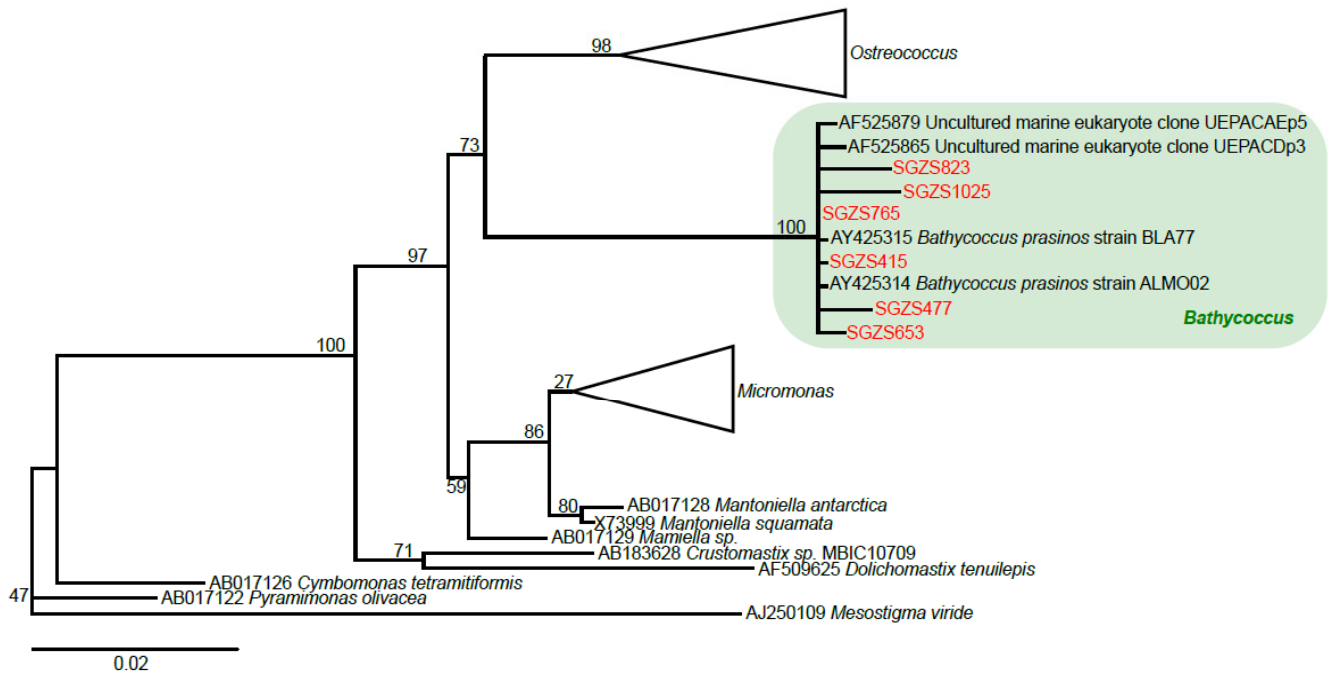 98
Ostreococcus
AF525879 Uncultured marine eukaryote clone UEPACAEp5
73
AF525865 Uncultured marine eukaryote clone UEPACDp3
SGZS823
SGZS1025
SGZS765
100
AY425315 Bathycoccus prasinos strain BLA77
97
SGZS415
AY425314 Bathycoccus prasinos strain ALMO02
SGZS477
Bathycoccus
SGZS653
100
27
Micromonas
86
59
80
AB017128 Mantoniella antarctica
X73999 Mantoniella squamata
AB017129 Mamiella sp.
71
AB183628 Crustomastix sp. MBIC10709
AF509625 Dolichomastix tenuilepis
AB017126 Cymbomonas tetramitiformis
47
AB017122 Pyramimonas olivacea
AJ250109 Mesostigma viride
0.02